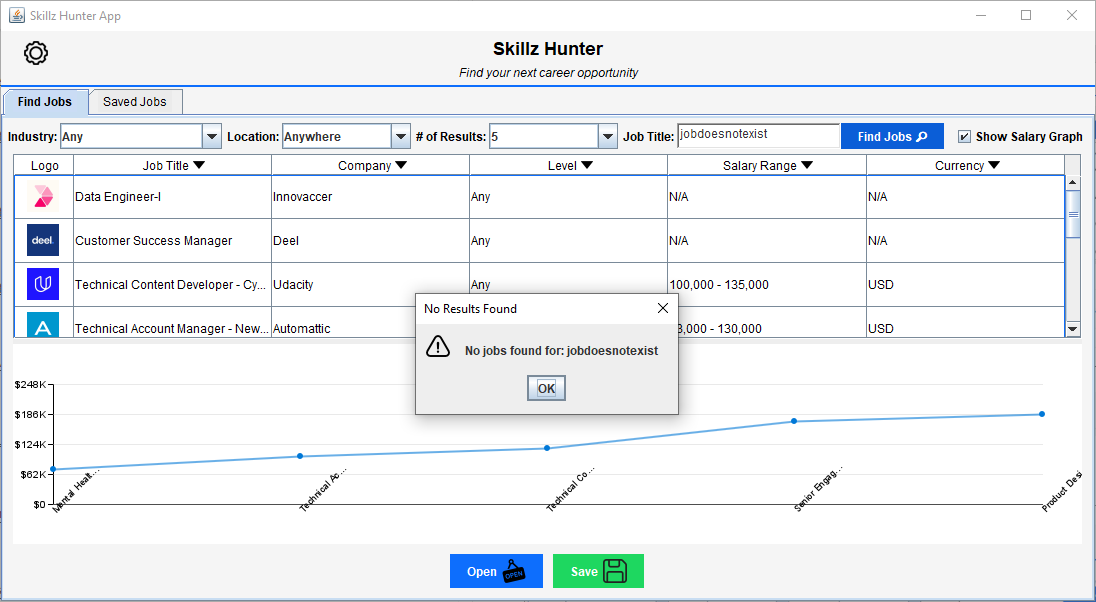 Skillz Hunter App
Skillz Hunter
Find your next career opportunity
Find Jobs Saved Jobs
Industry: Any Location: Anywhere # of Results: 5 Job Title: jobdoesnotexist Find Jobs Show Salary Graph
Logo Job Title Company Level Salary Range Currency
Data Engineer-I Innovaccer Any N/A N/A
deel. Customer Success Manager Deel Any N/A N/A
Technical Content Developer - Cy... Udacity Any 100,000 - 135,000 USD
Technical Account Manager - New... Automattic 130,000 USD
No Results Found
No jobs found for: jobdoesnotexist
OK
$248K
$186K
$124K
$62K
$0
Mental Healt...
Technical Ac...
Technical Co...
Senior Engag...
Product Desi
Open OPEN Save